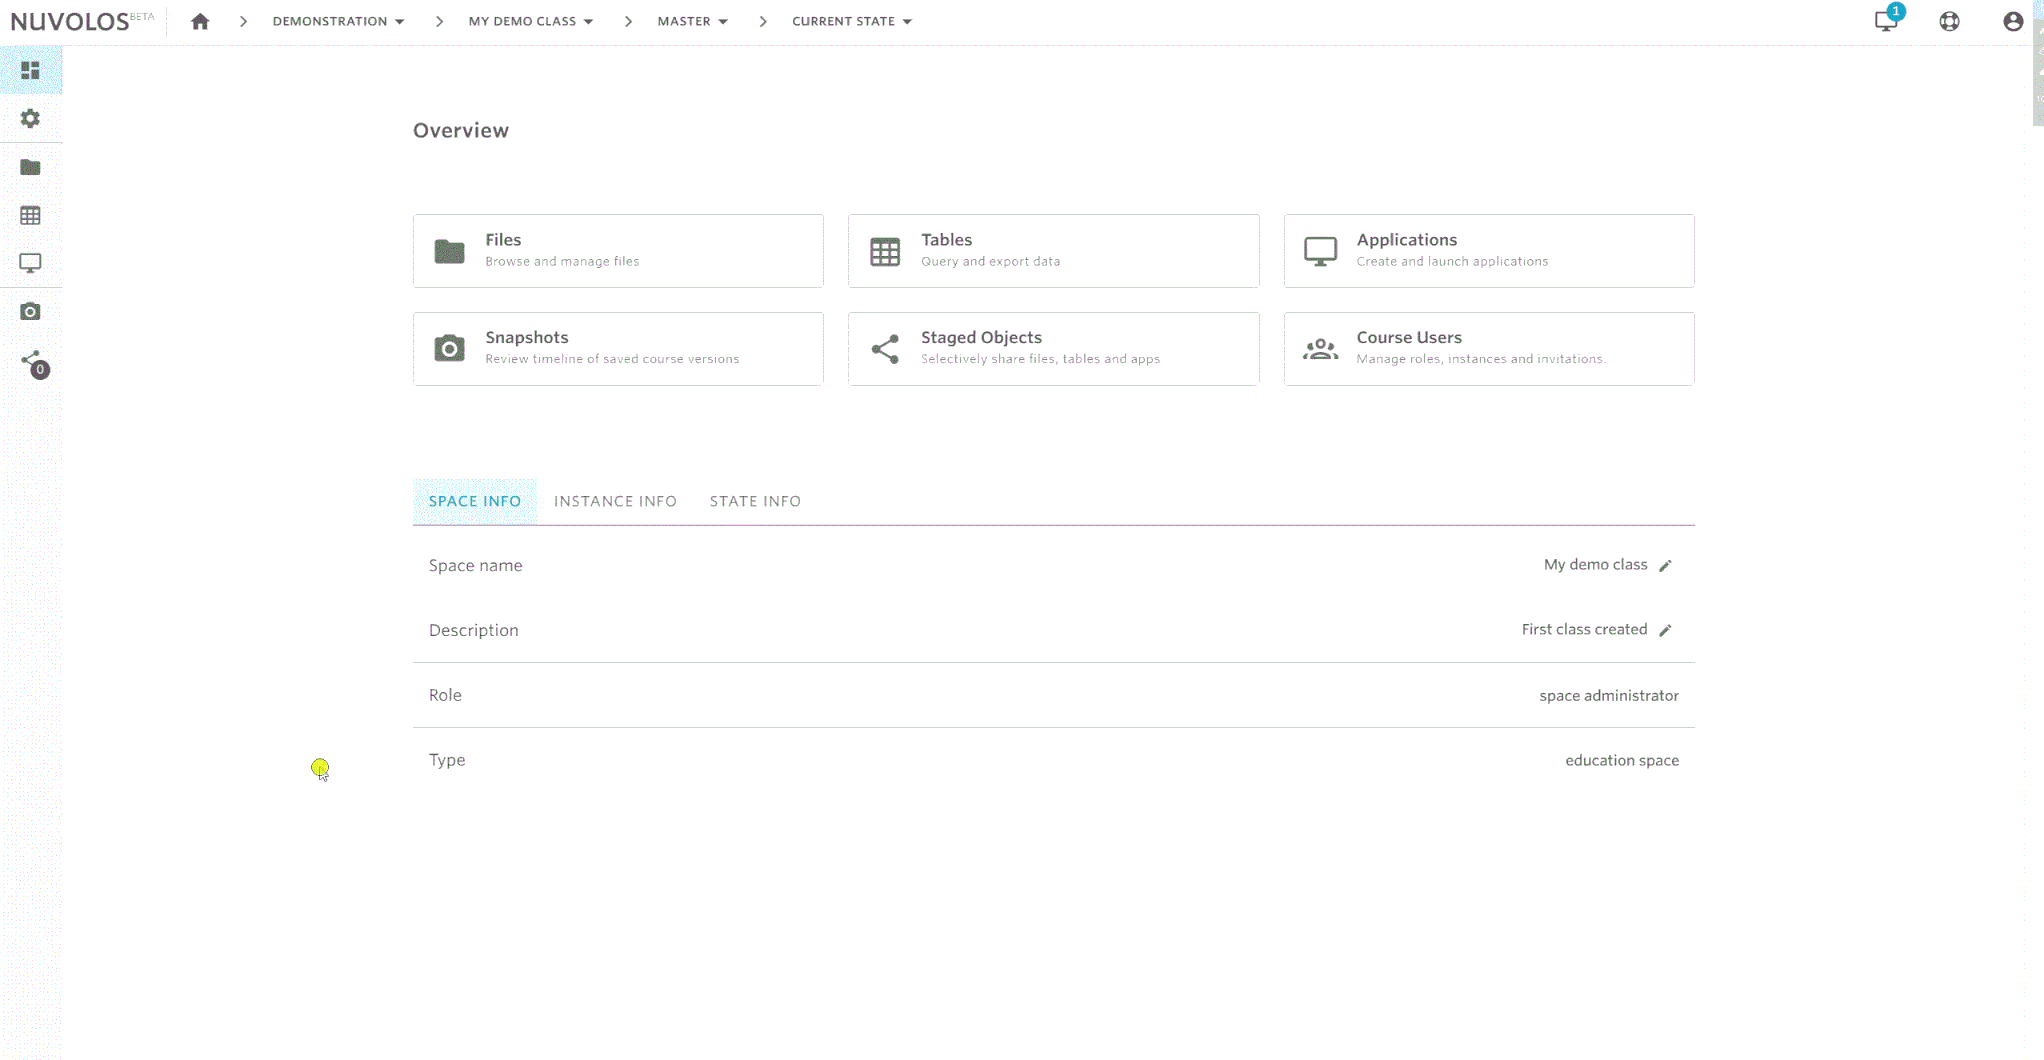 NUVOLOS BETA
DEMONSTRATION
MY DEMO CLASS
MASTER
CURRENT STATE
1
0
Overview
Files
Browse and manage files
Tables
Query and export data
Applications
Create and launch applications
Snapshots
Review timeline of saved course versions
Staged Objects
Selectively share files, tables and apps
Course Users
Manage roles, instances and invitations.
SPACE INFO INSTANCE INFO STATE INFO
Space name My demo class
Description First class created
Role space administrator
Type education space